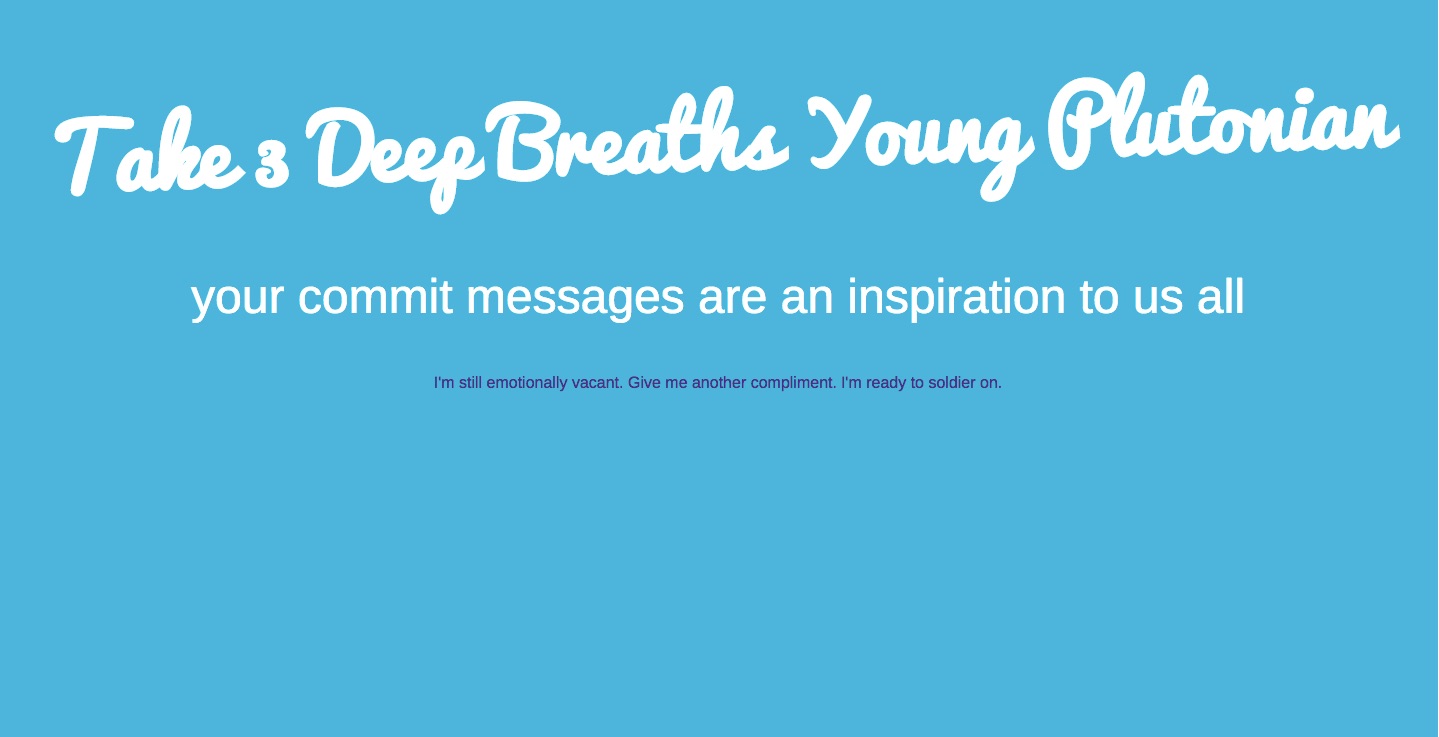 Take 3 Deep Breaths Young Plutonian
your commit messages are an inspiration to us all
I'm still emotionally vacant. Give me another compliment. I'm ready to soldier on.